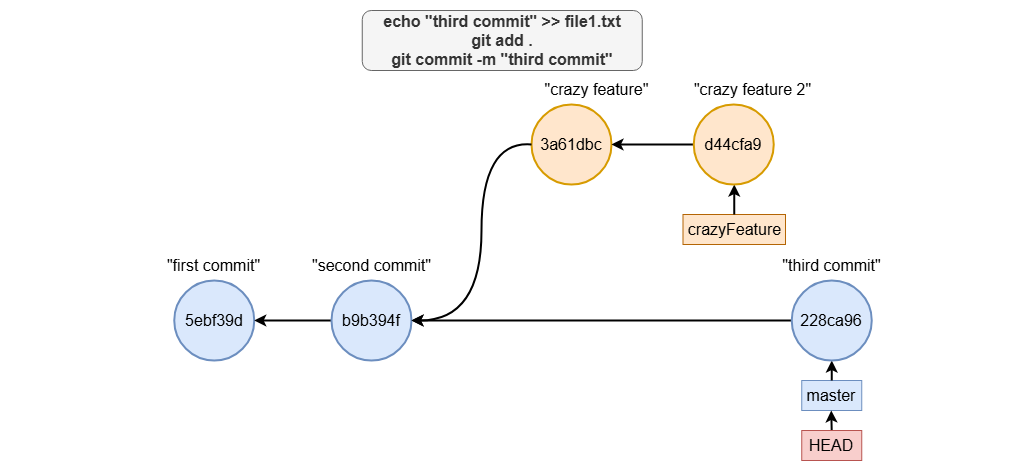 echo "third commit" >> file1.txt
git add .
git commit -m "third commit"
"crazy feature"
"crazy feature 2"
3a61dbc
d44cfa9
crazyFeature
"first commit"
"second commit"
"third commit"
5ebf39d
b9b394f
228ca96
master
HEAD